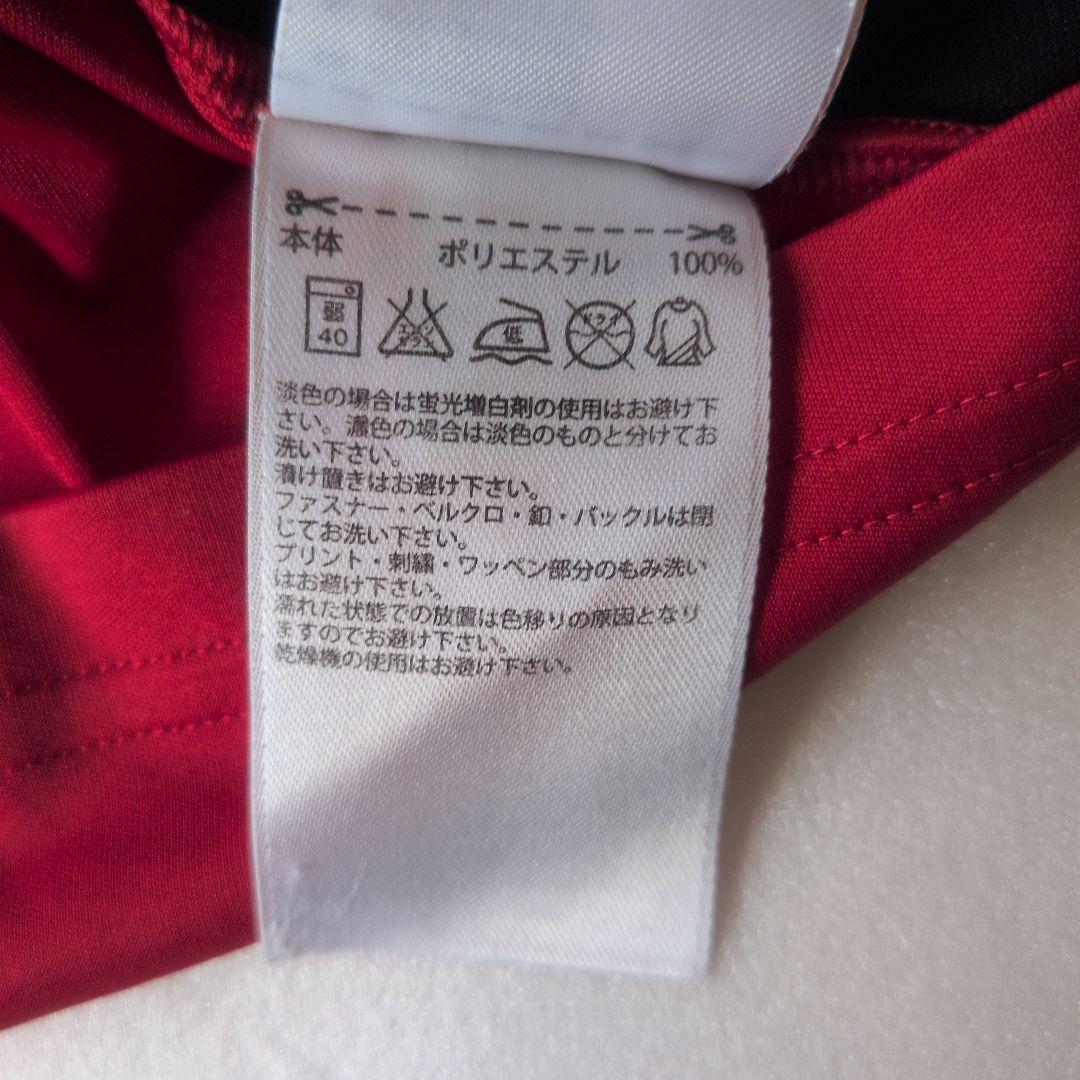 本体 ポリエステル 100%
弱 エンソサラ 低 ドライ
40
淡色の場合は蛍光増白剤の使用はお避け下
さい。濃色の場合は淡色のものと分けてお
洗い下さい。
漬け置きはお避け下さい。
ファスナー・ベルクロ・釦・バックルは閉
じてお洗い下さい。
プリント・刺繍・ワッペン部分のもみ洗い
はお避け下さい。
濡れた状態での放置は色移りの原因となり
ますのでお避け下さい。
乾燥機の使用はお避け下さい。